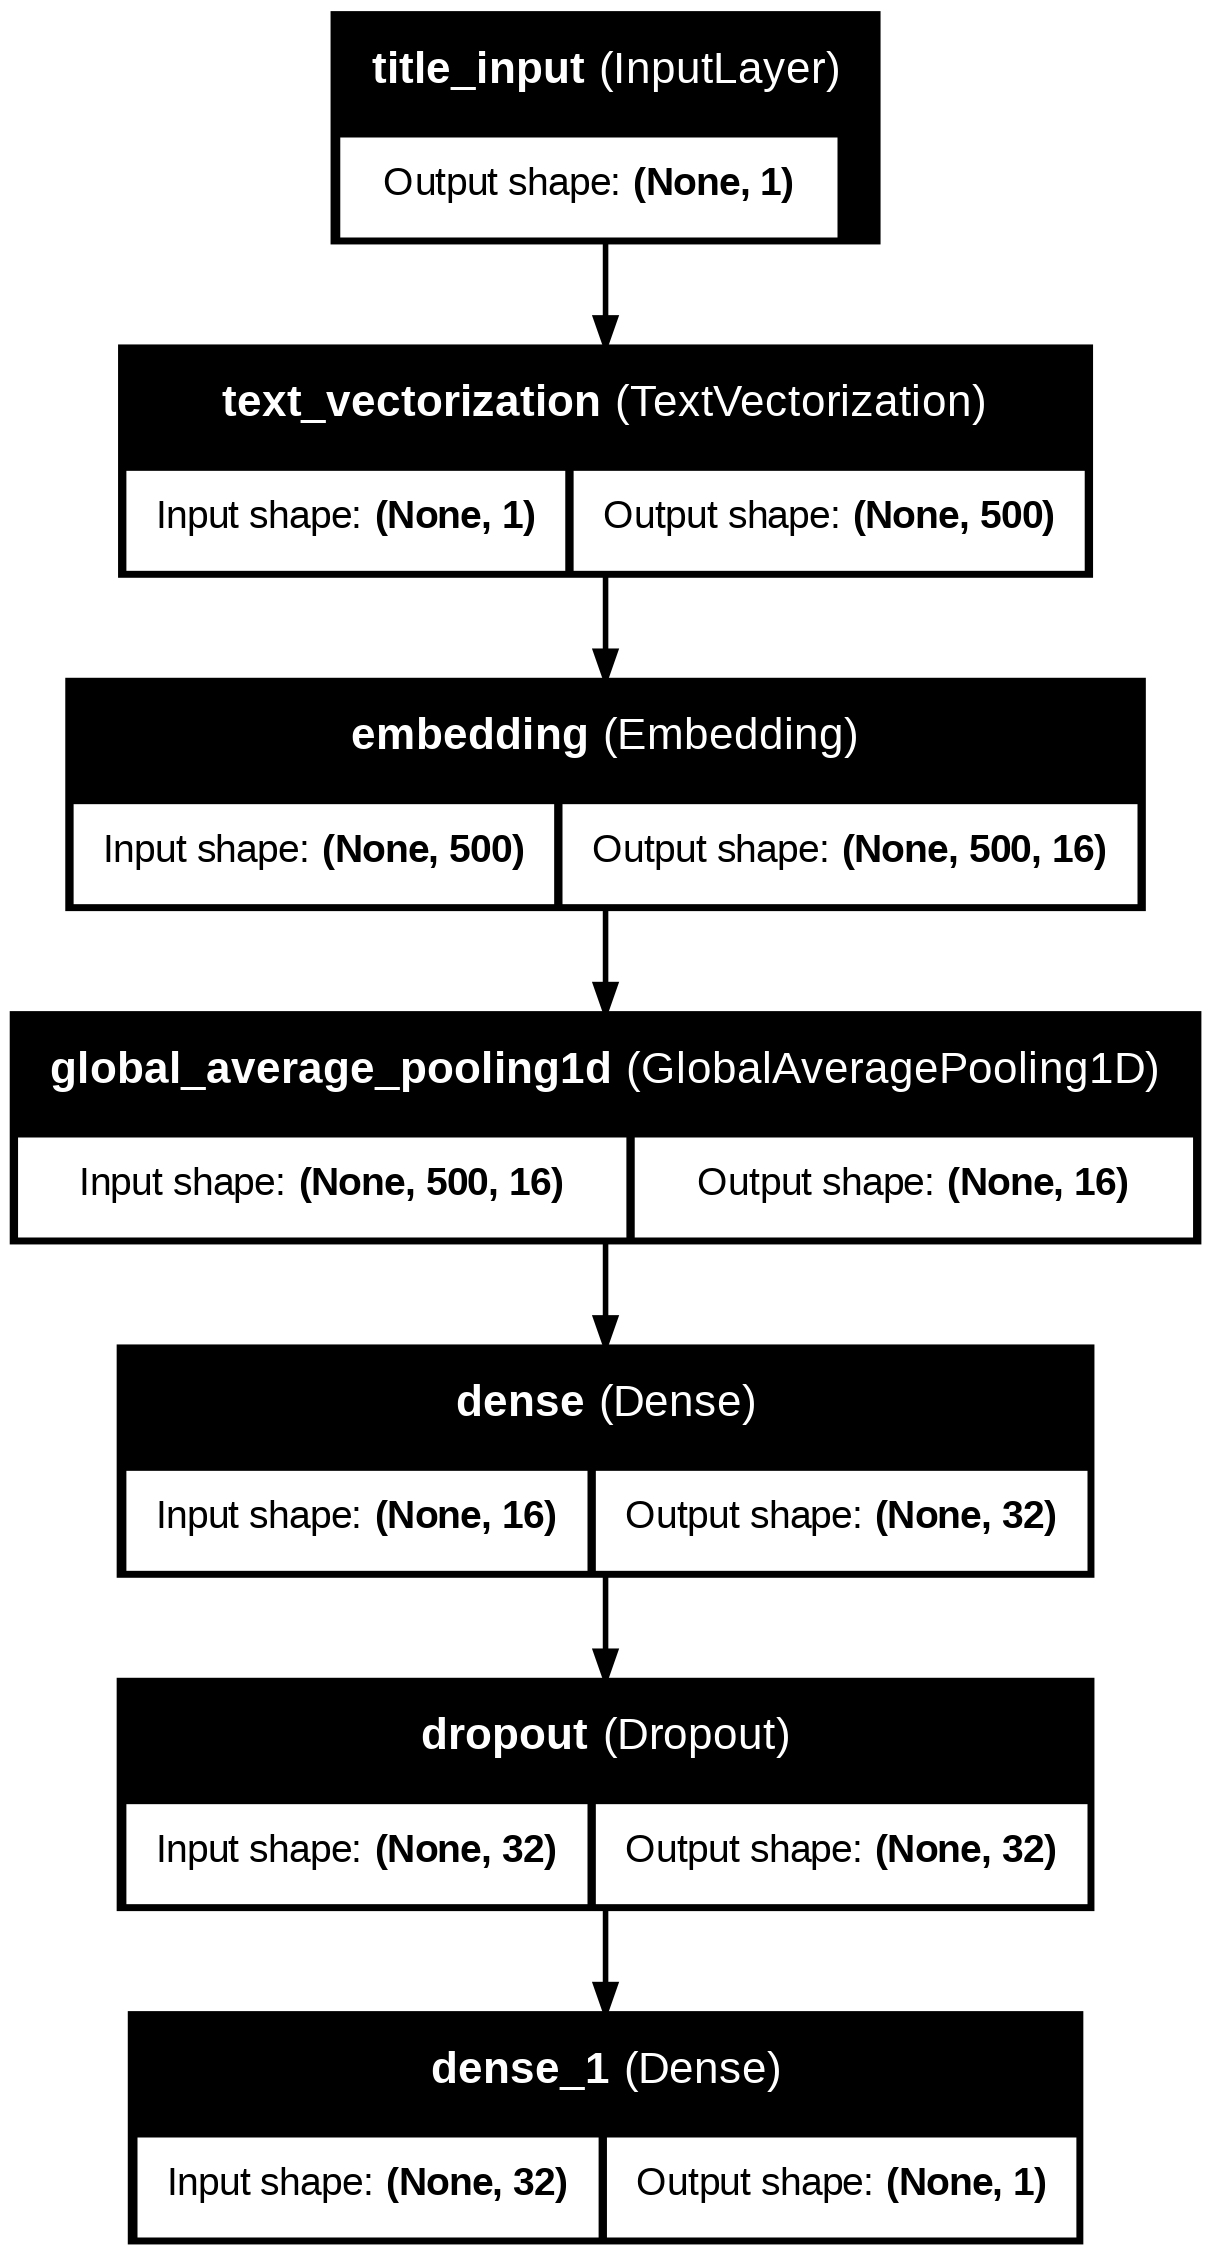 title_input (InputLayer)
Output shape: (None, 1)
text_vectorization (TextVectorization)
Input shape: (None, 1) Output shape: (None, 500)
embedding (Embedding)
Input shape: (None, 500) Output shape: (None, 500, 16)
global_average_pooling1d (GlobalAveragePooling1D)
Input shape: (None, 500, 16) Output shape: (None, 16)
dense (Dense)
Input shape: (None, 16) Output shape: (None, 32)
dropout (Dropout)
Input shape: (None, 32) Output shape: (None, 32)
dense_1 (Dense)
Input shape: (None, 32) Output shape: (None, 1)